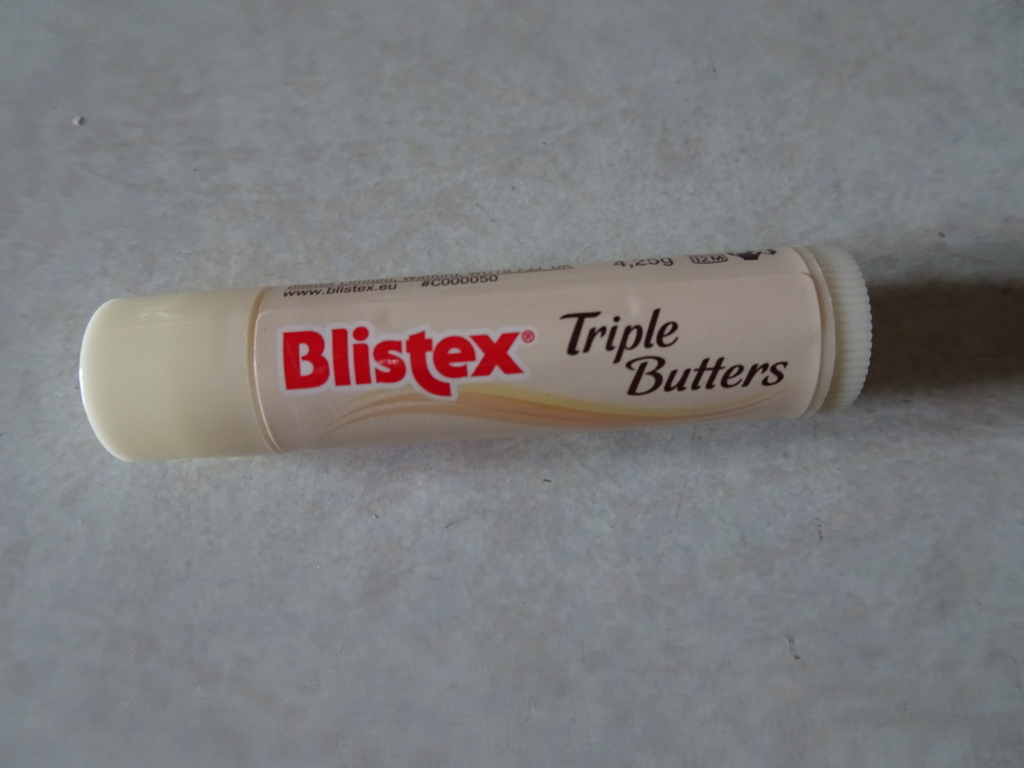 www.blistex.eu #C000050
4,25g 12M
Blistex®
Triple
Butters